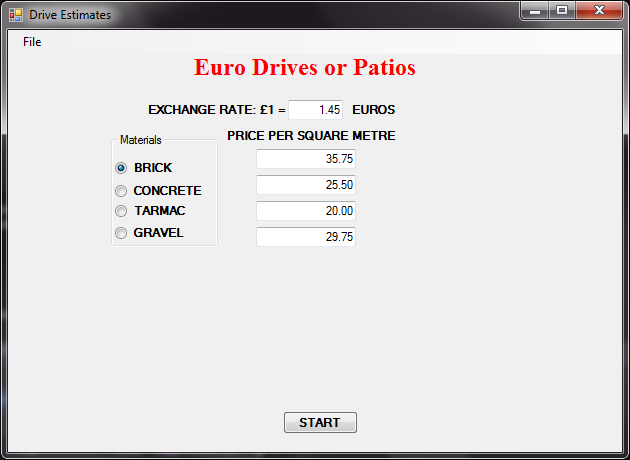 Drive Estimates
File
Euro Drives or Patios
EXCHANGE RATE: £1 = 1.45 EUROS
Materials
PRICE PER SQUARE METRE
BRICK 35.75
CONCRETE 25.50
TARMAC 20.00
GRAVEL 29.75
START